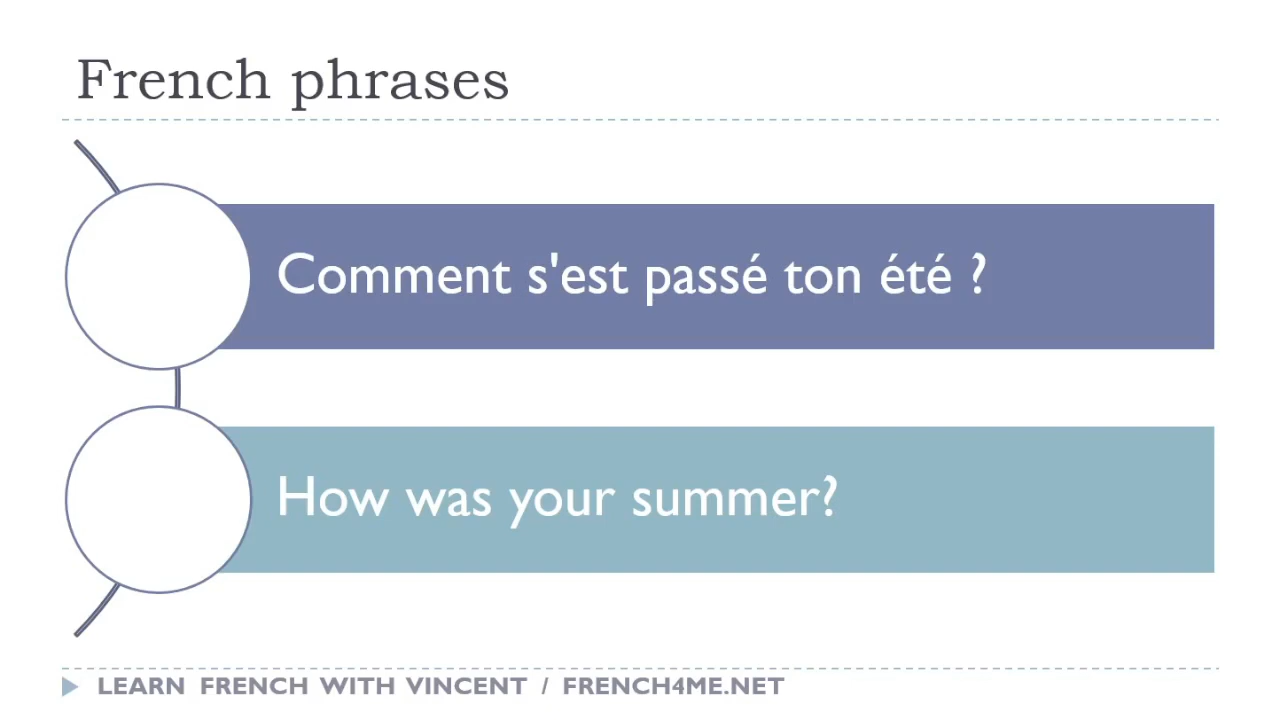 French phrases
Comment s'est passé ton été ?
How was your summer?
LEARN FRENCH WITH VINCENT / FRENCH4ME.NET